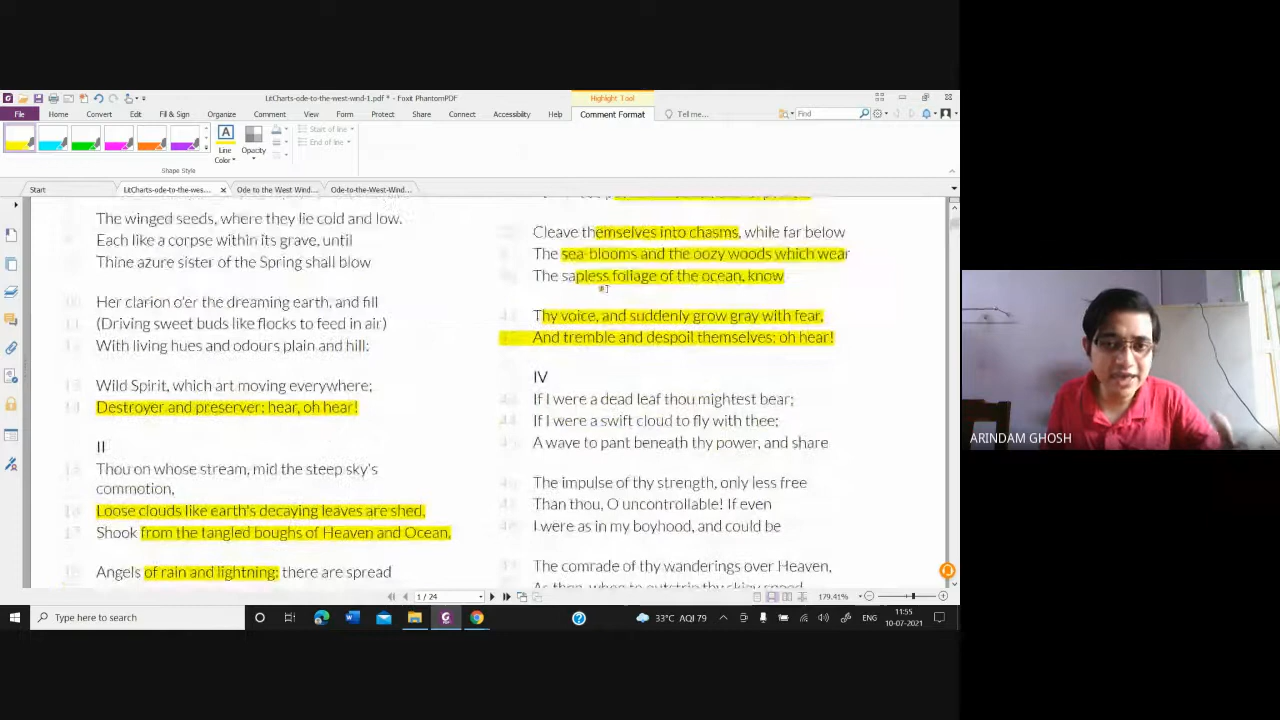 LitCharts-ode-to-the-west-wnd-1.pdf * - Foxit PhantomPDF
Highlight Tool
File Home Convert Edit Fill & Sign Organize Comment View Form Protect Share Connect Accessibility Help Comment Format Tell me... Find
Line Color Opacity
Start of line
End of line
Shape Style
Start LitCharts-ode-to-the-wes... Ode to the West Wind... Ode-to-the-West-Wind...
The winged seeds, where they lie cold and low.
Each like a corpse within its grave, until
Thine azure sister of the Spring shall blow
Her clarion o'er the dreaming earth, and fill
(Driving sweet buds like flocks to feed in air)
With living hues and odours plain and hill:
Wild Spirit, which art moving everywhere;
Destroyer and preserver; hear, oh hear!
II
Thou on whose stream, mid the steep sky's
commotion,
Loose clouds like earth's decaying leaves are shed,
Shook from the tangled boughs of Heaven and Ocean,
Angels of rain and lightning: there are spread
Cleave themselves into chasms, while far below
The sea-blooms and the oozy woods which wear
The sapless foliage of the ocean, know
Thy voice, and suddenly grow gray with fear,
And tremble and despoil themselves: oh hear!
IV
If I were a dead leaf thou mightest bear;
If I were a swift cloud to fly with thee;
A wave to pant beneath thy power, and share
The impulse of thy strength, only less free
Than thou, O uncontrollable! If even
I were as in my boyhood, and could be
The comrade of thy wanderings over Heaven,
As then, when to outstrip thy skiey speed
1 / 24
179.41%
Type here to search
33°C AQI 79
ENG
11:55
10-07-2021
ARINDAM GHOSH